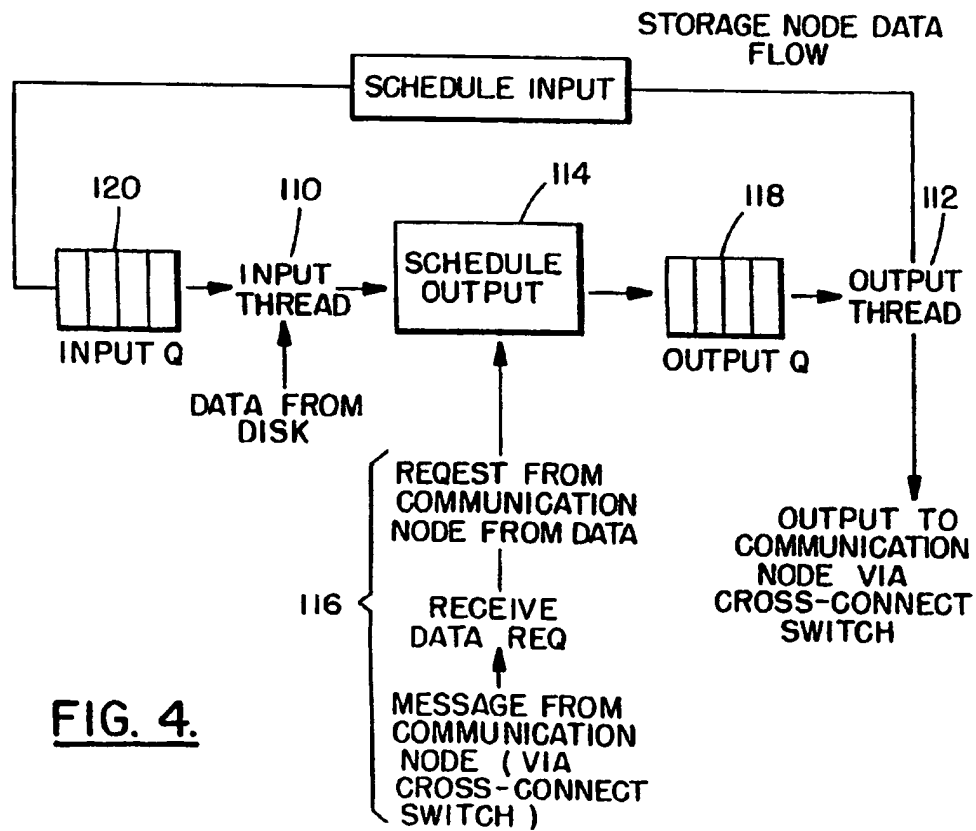 STORAGE NODE DATA
FLOW
SCHEDULE INPUT
120
110
114
118
112
INPUT
THREAD
SCHEDULE
OUTPUT
OUTPUT
THREAD
INPUT Q
OUTPUT Q
DATA FROM
DISK
REQEST FROM
COMMUNICATION
NODE FROM DATA
OUTPUT TO
COMMUNICATION
NODE VIA
CROSS-CONNECT
SWITCH
116
RECEIVE
DATA REQ
MESSAGE FROM
COMMUNICATION
NODE ( VIA
CROSS-CONNECT
SWITCH )
FIG. 4.